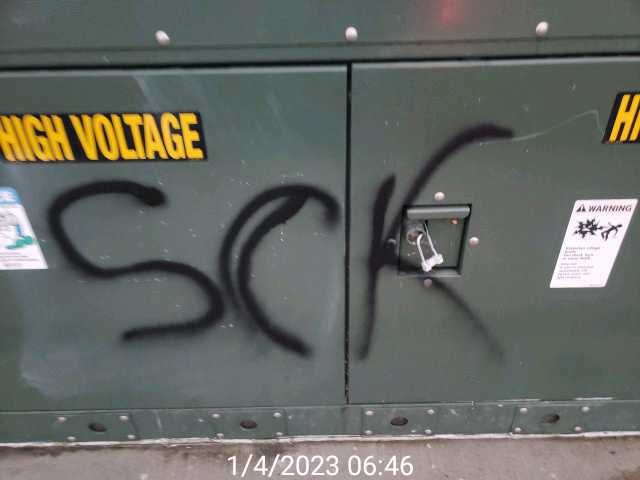 HIGH VOLTAGE
HI
SCK
WARNING
1/4/2023 06:46